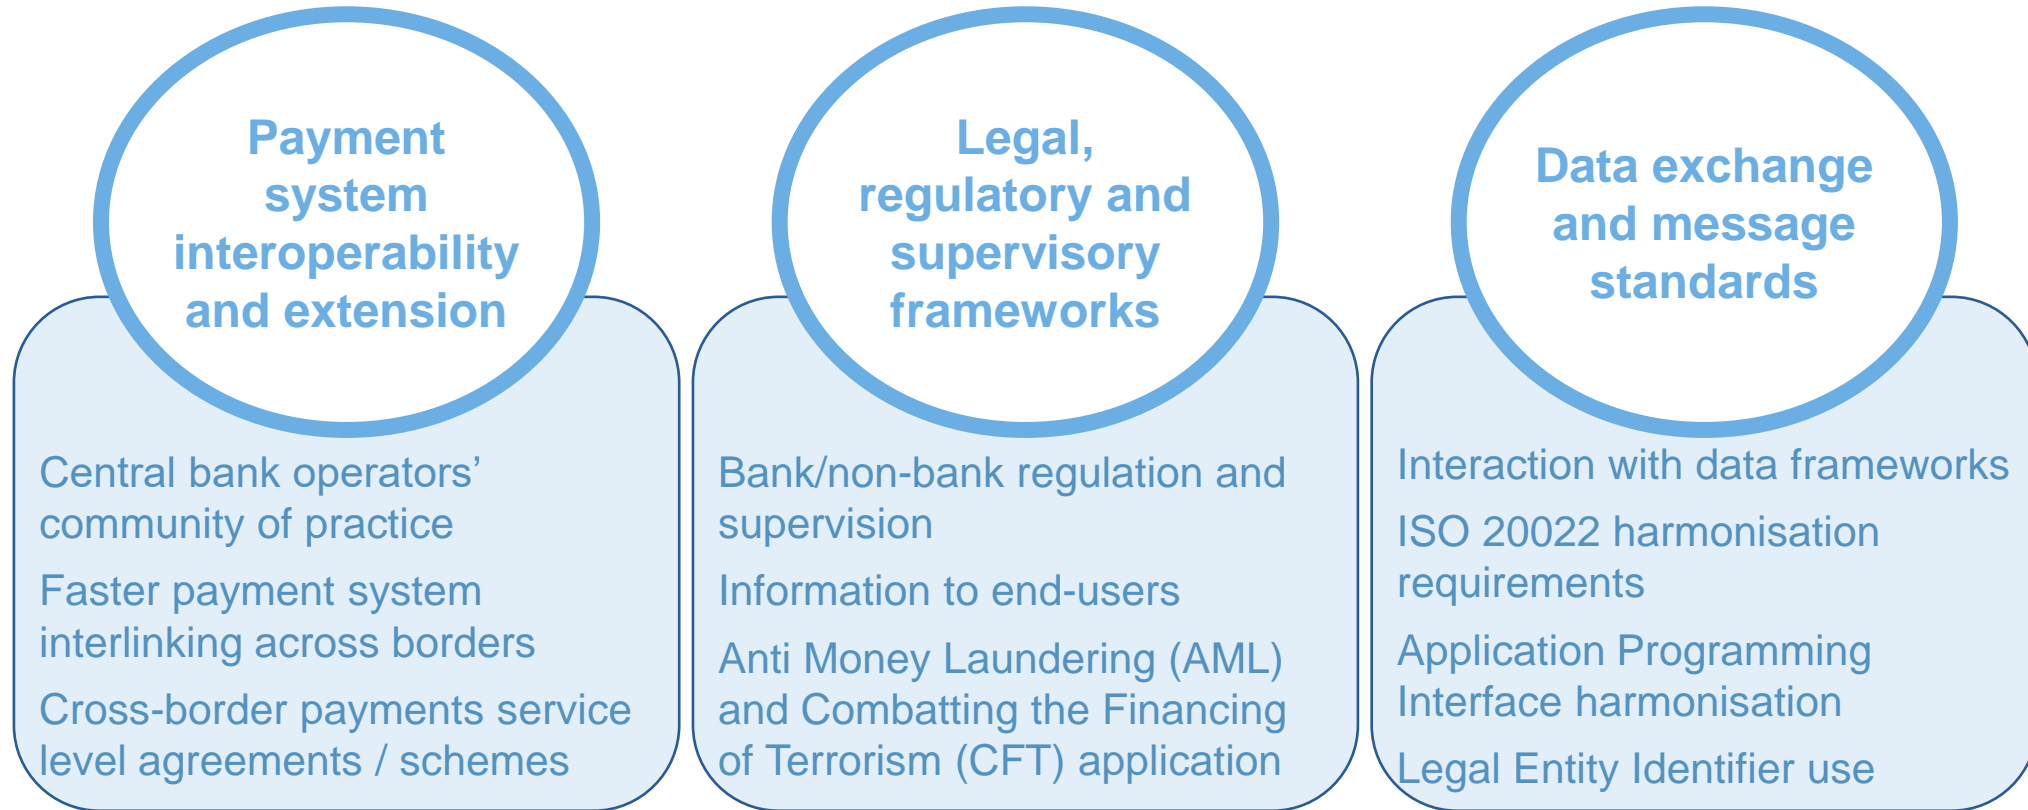 Payment
system
interoperability
and extension
Central bank operators’
community of practice
Faster payment system
interlinking across borders
Cross-border payments service
level agreements / schemes
Legal,
regulatory and
supervisory
frameworks
Bank/non-bank regulation and
supervision
Information to end-users
Anti Money Laundering (AML)
and Combatting the Financing
of Terrorism (CFT) application
Data exchange
and message
standards
Interaction with data frameworks
ISO 20022 harmonisation
requirements
Application Programming
Interface harmonisation
Legal Entity Identifier use